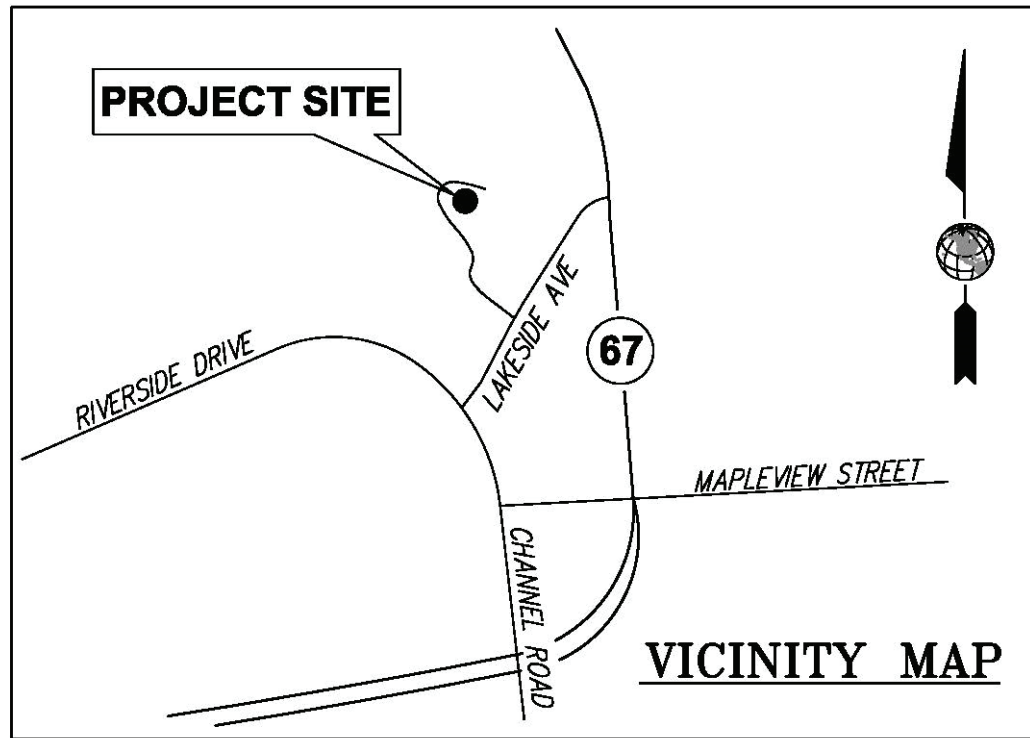 PROJECT SITE
LAKESIDE AVE
67
RIVERSIDE DRIVE
MAPLEVIEW STREET
CHANNEL ROAD
VICINITY MAP